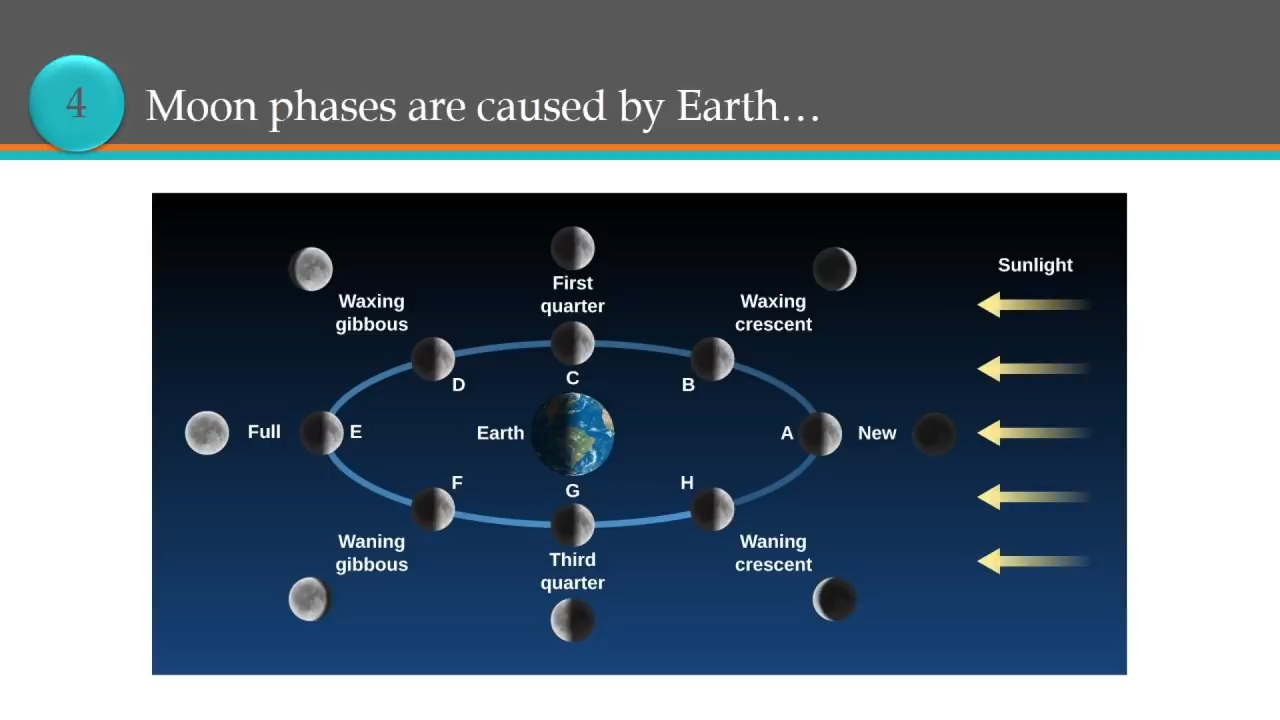 4
Moon phases are caused by Earth…
Sunlight
First
quarter
Waxing
gibbous
Waxing
crescent
D
C
B
Full
E
Earth
A
New
F
G
H
Waning
gibbous
Third
quarter
Waning
crescent